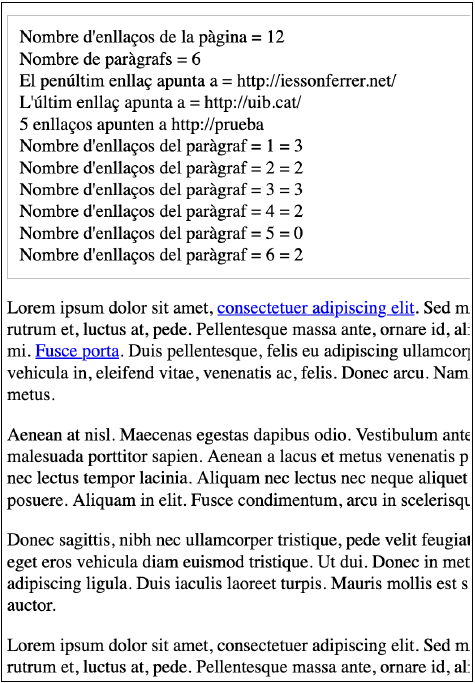 Nombre d'enllaços de la pàgina = 12
Nombre de paràgrafs = 6
El penúltim enllaç apunta a = http://iessonferrer.net/
L'últim enllaç apunta a = http://uib.cat/
5 enllaços apunten a http://prueba
Nombre d'enllaços del paràgraf = 1 = 3
Nombre d'enllaços del paràgraf = 2 = 2
Nombre d'enllaços del paràgraf = 3 = 3
Nombre d'enllaços del paràgraf = 4 = 2
Nombre d'enllaços del paràgraf = 5 = 0
Nombre d'enllaços del paràgraf = 6 = 2
Lorem ipsum dolor sit amet, consectetuer adipiscing elit. Sed m
rutrum et, luctus at, pede. Pellentesque massa ante, ornare id, al
mi. Fusce porta. Duis pellentesque, felis eu adipiscing ullamcorp
vehicula in, eleifend vitae, venenatis ac, felis. Donec arcu. Nam
metus.
Aenean at nisl. Maecenas egestas dapibus odio. Vestibulum ante
malesuada porttitor sapien. Aenean a lacus et metus venenatis p
nec lectus tempor lacinia. Aliquam nec lectus nec neque aliquet
posuere. Aliquam in elit. Fusce condimentum, arcu in scelerisqu
Donec sagittis, nibh nec ullamcorper tristique, pede velit feugiat
eget eros vehicula diam euismod tristique. Ut dui. Donec in met
adipiscing ligula. Duis iaculis laoreet turpis. Mauris mollis est s
auctor.
Lorem ipsum dolor sit amet, consectetuer adipiscing elit. Sed m
rutrum et, luctus at, pede. Pellentesque massa ante, ornare id, al